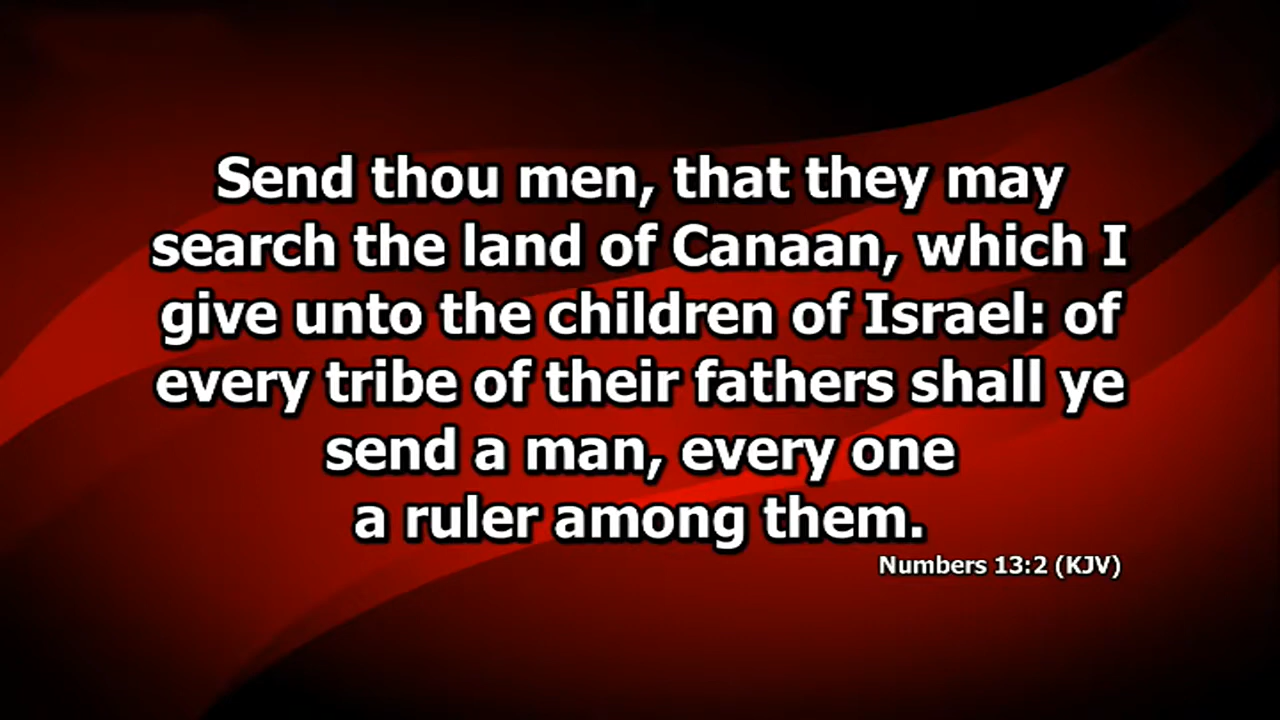 Send thou men, that they may
search the land of Canaan, which I
give unto the children of Israel: of
every tribe of their fathers shall ye
send a man, every one
a ruler among them.
Numbers 13:2 (KJV)